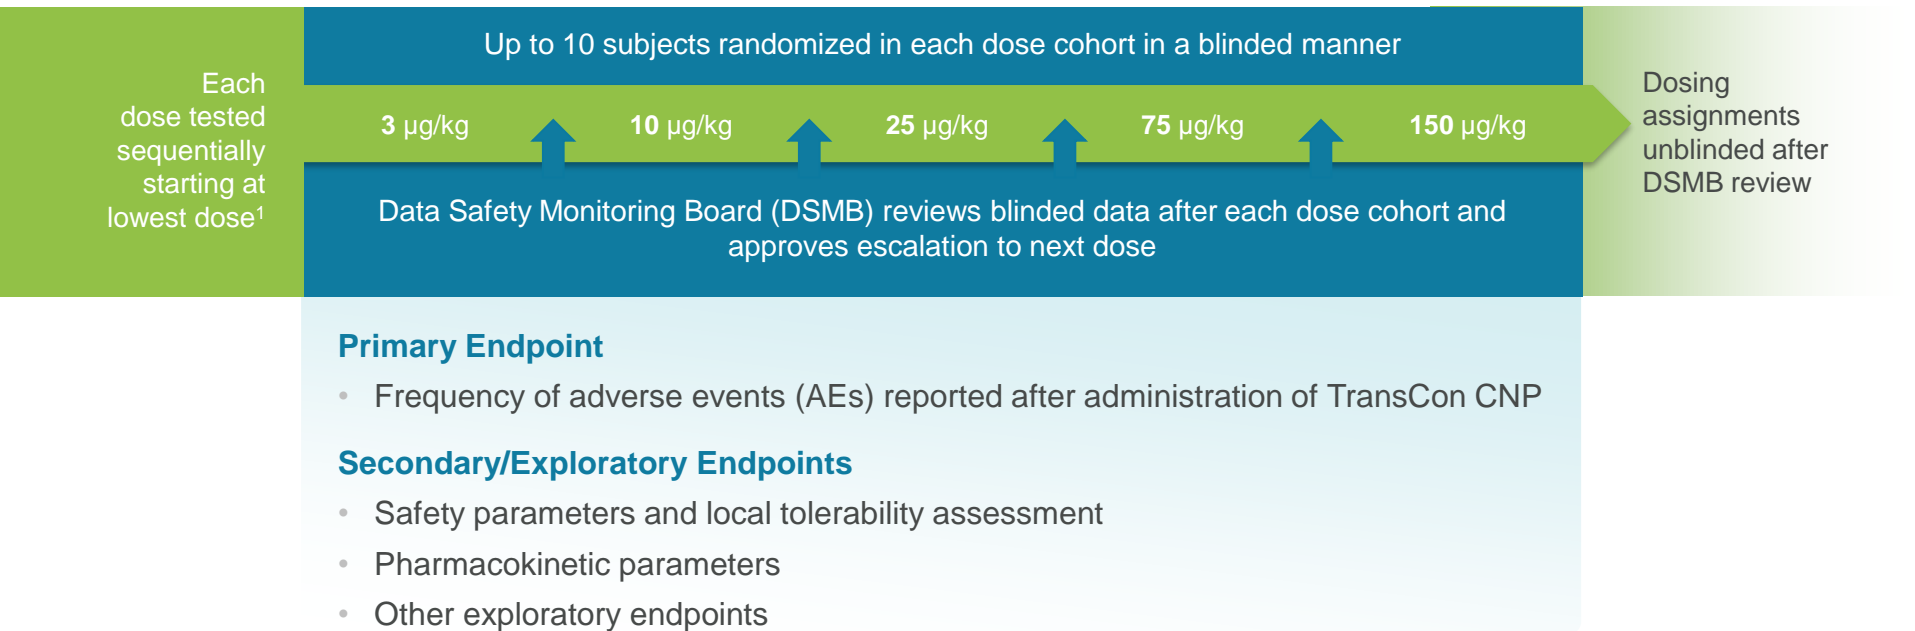 Up to 10 subjects randomized in each dose cohort in a blinded manner
Each
dose tested
sequentially
starting at
lowest dose¹
3 µg/kg
10 µg/kg
25 µg/kg
75 µg/kg
150 µg/kg
Dosing
assignments
unblinded after
DSMB review
Data Safety Monitoring Board (DSMB) reviews blinded data after each dose cohort and
approves escalation to next dose
Primary Endpoint
• Frequency of adverse events (AEs) reported after administration of TransCon CNP
Secondary/Exploratory Endpoints
• Safety parameters and local tolerability assessment
• Pharmacokinetic parameters
• Other exploratory endpoints